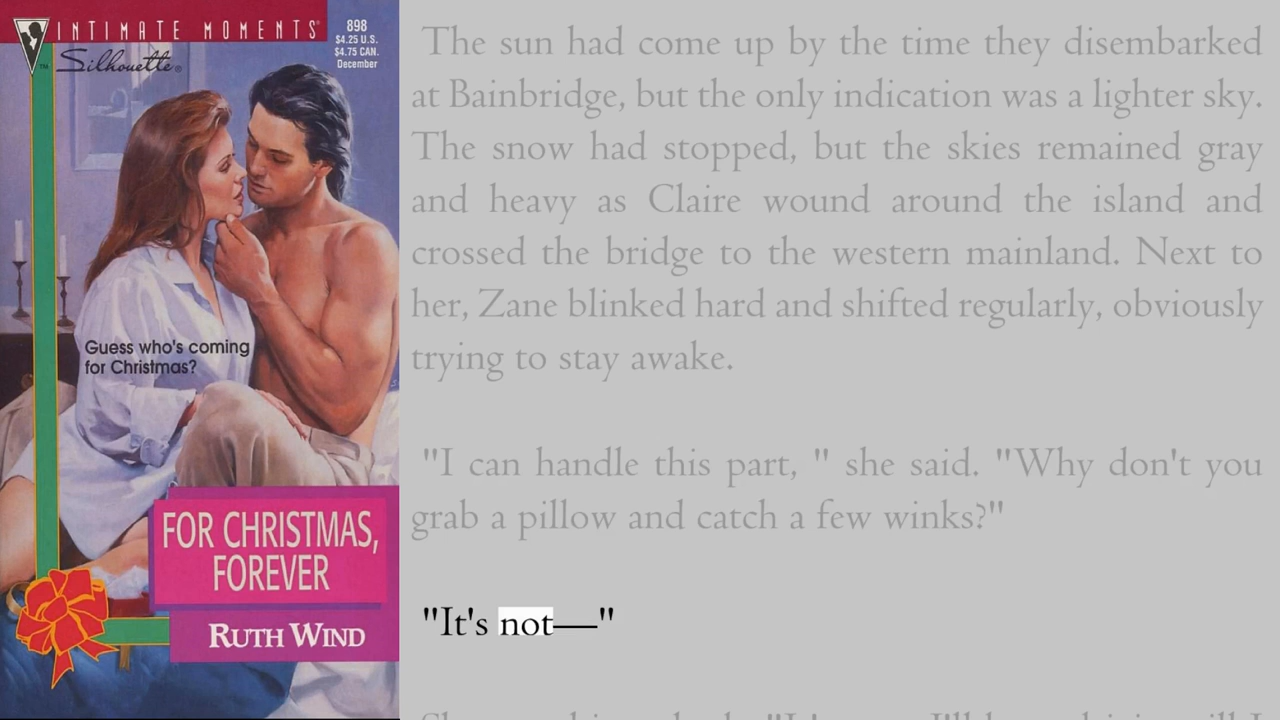 INTIMATE MOMENTS
898
$4.25 U.S.
$4.75 CAN.
December
Silhouette®
TM
Guess who's coming
for Christmas?
FOR CHRISTMAS,
FOREVER
RUTH WIND
The sun had come up by the time they disembarked
at Bainbridge, but the only indication was a lighter sky.
The snow had stopped, but the skies remained gray
and heavy as Claire wound around the island and
crossed the bridge to the western mainland. Next to
her, Zane blinked hard and shifted regularly, obviously
trying to stay awake.
"I can handle this part, " she said. "Why don't you
grab a pillow and catch a few winks?"
"It's not—"